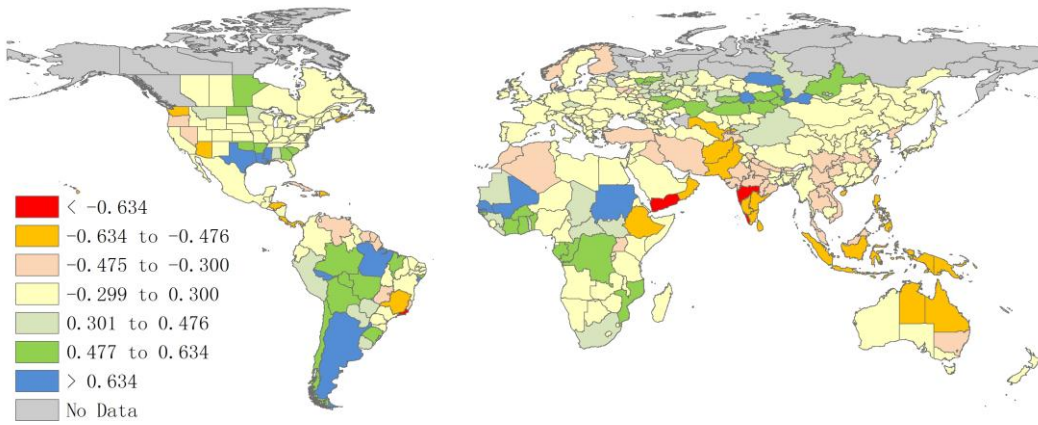 < -0.634
-0.634 to -0.476
-0.475 to -0.300
-0.299 to 0.300
0.301 to 0.476
0.477 to 0.634
> 0.634
No Data